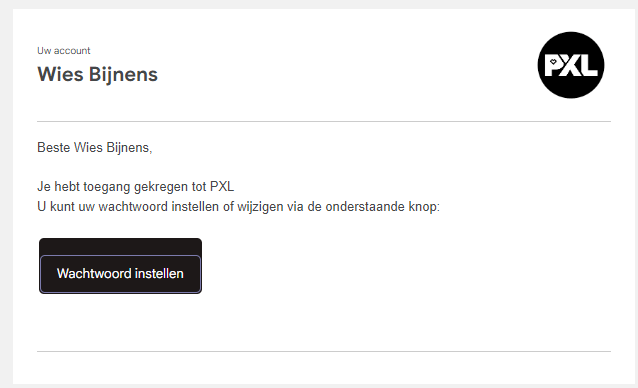 Uw account
Wies Bijnens
PXL
Beste Wies Bijnens,
Je hebt toegang gekregen tot PXL
U kunt uw wachtwoord instellen of wijzigen via de onderstaande knop:
Wachtwoord instellen